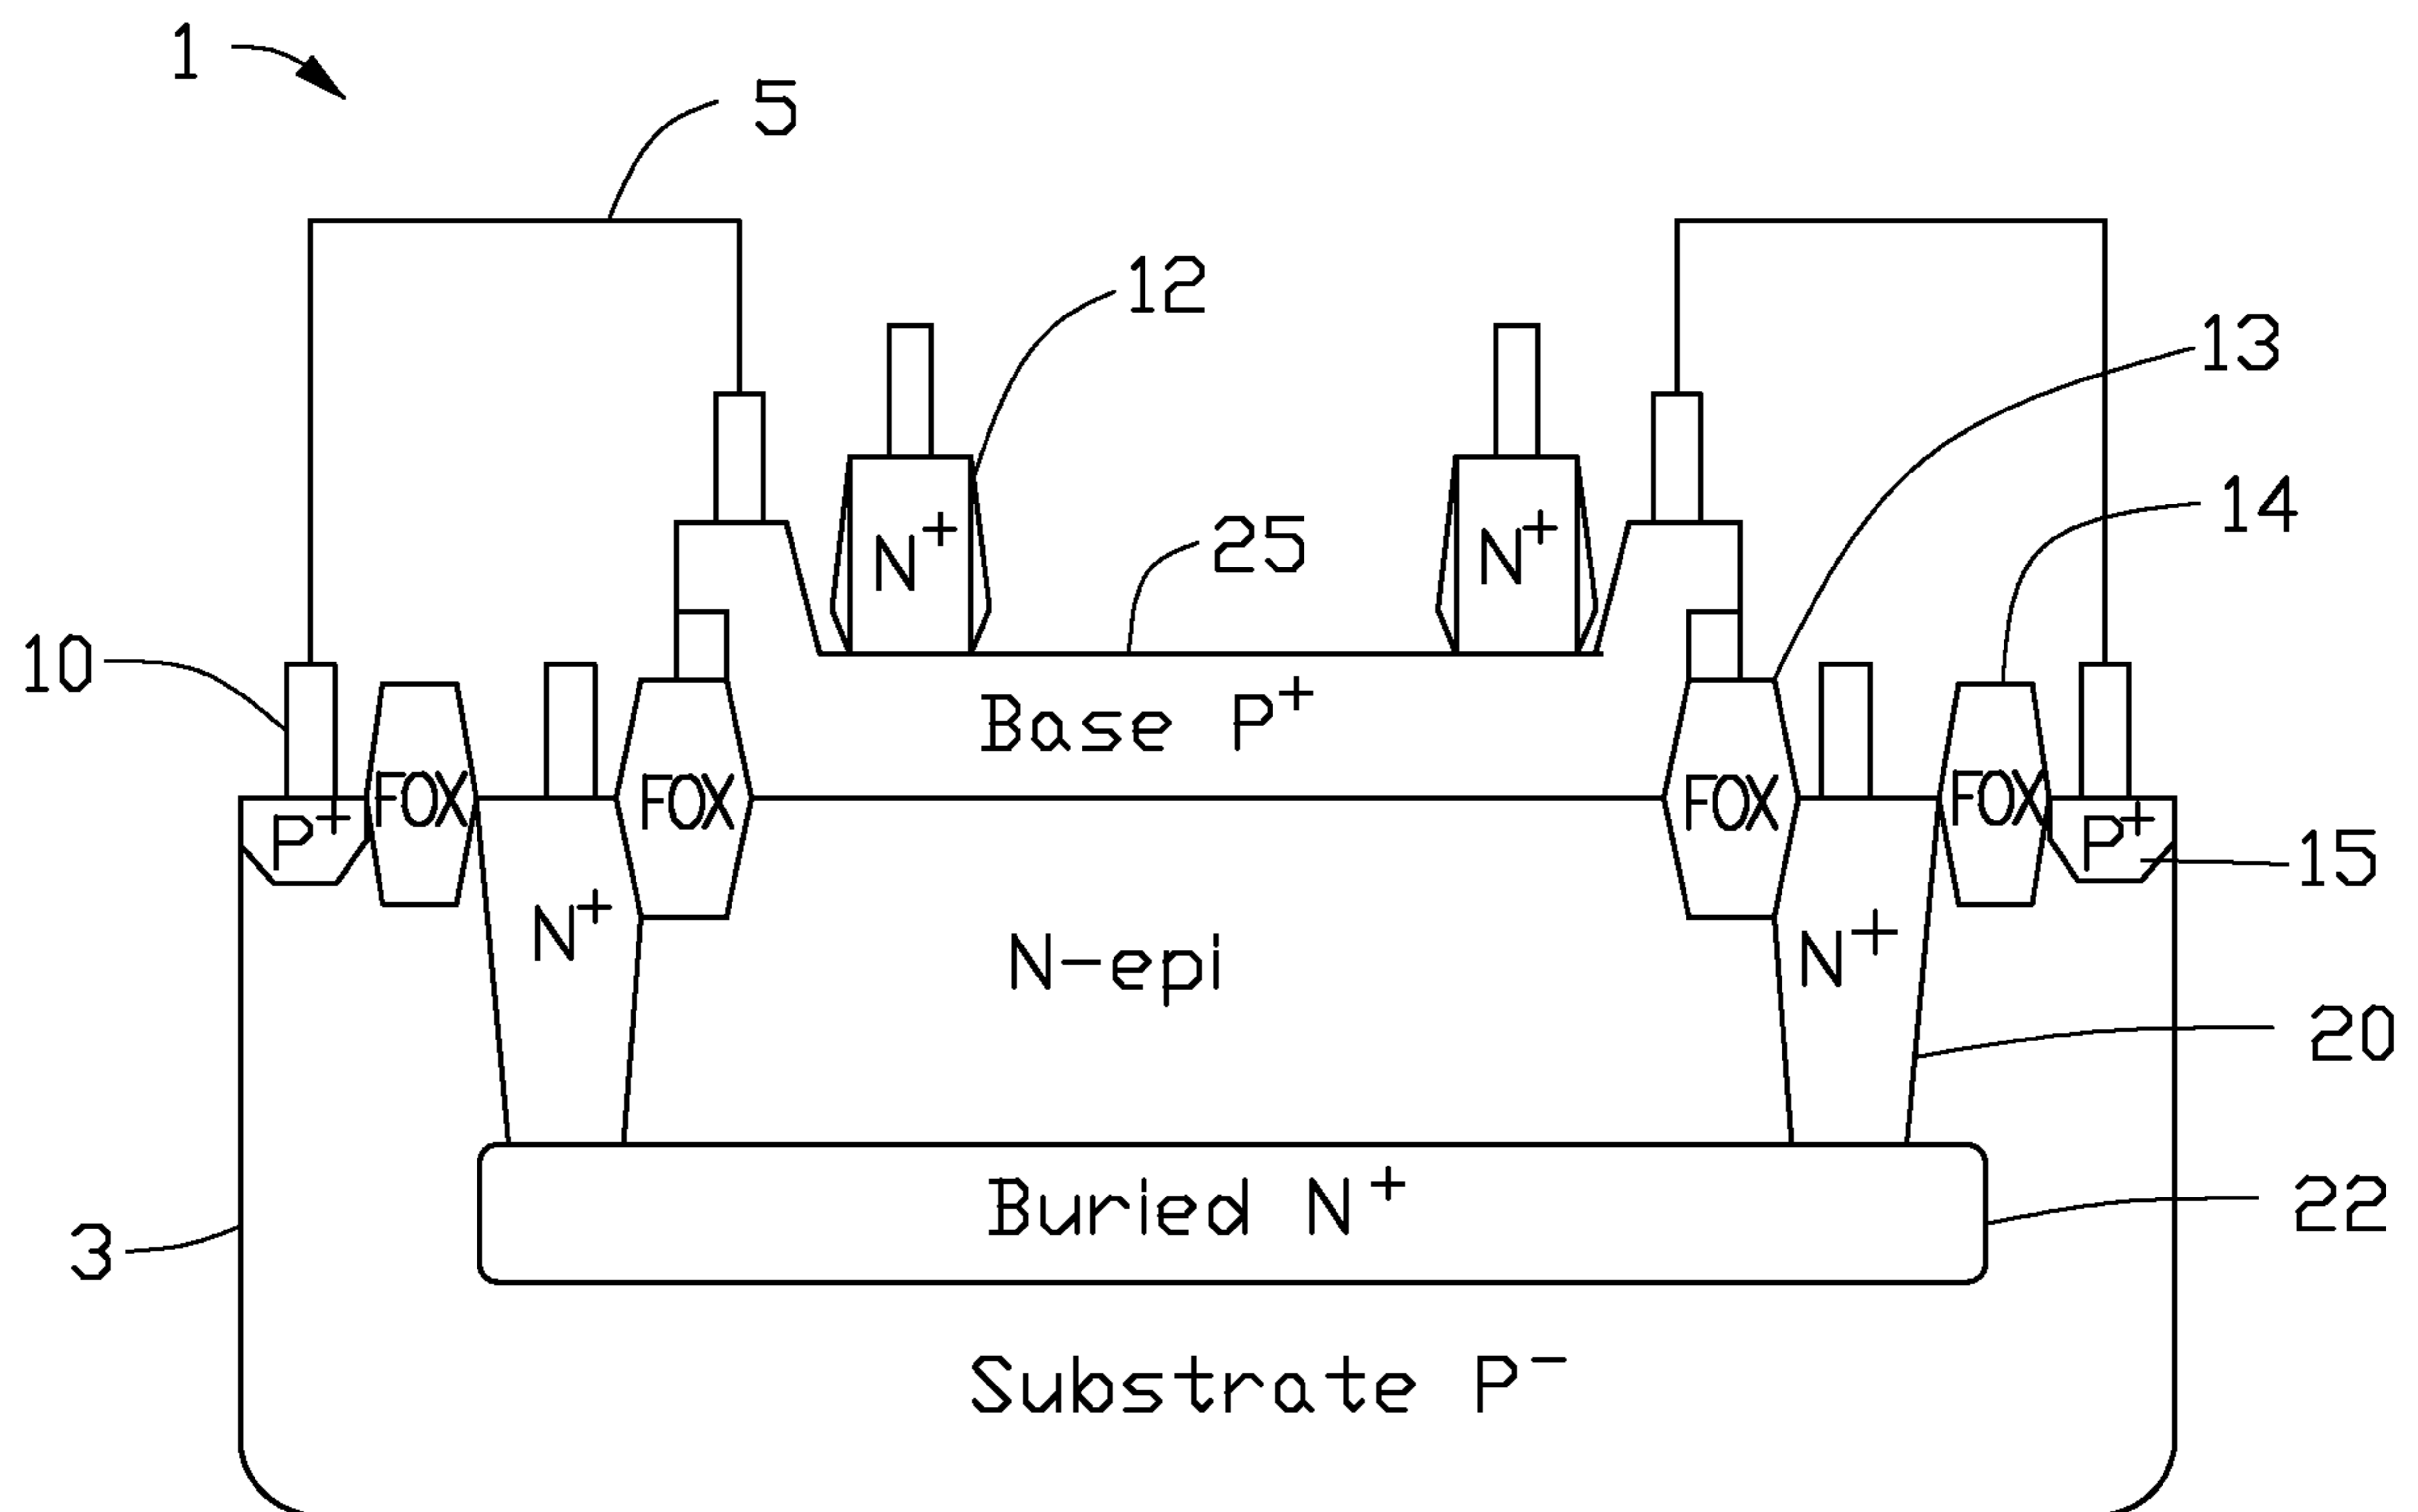 1
5
12
13
14
N⁺
N⁺
25
10
Base P⁺
P⁺
FOX
FOX
FOX
FOX
P⁺
15
N⁺
N-epi
N⁺
20
Buried N⁺
22
3
Substrate P⁻